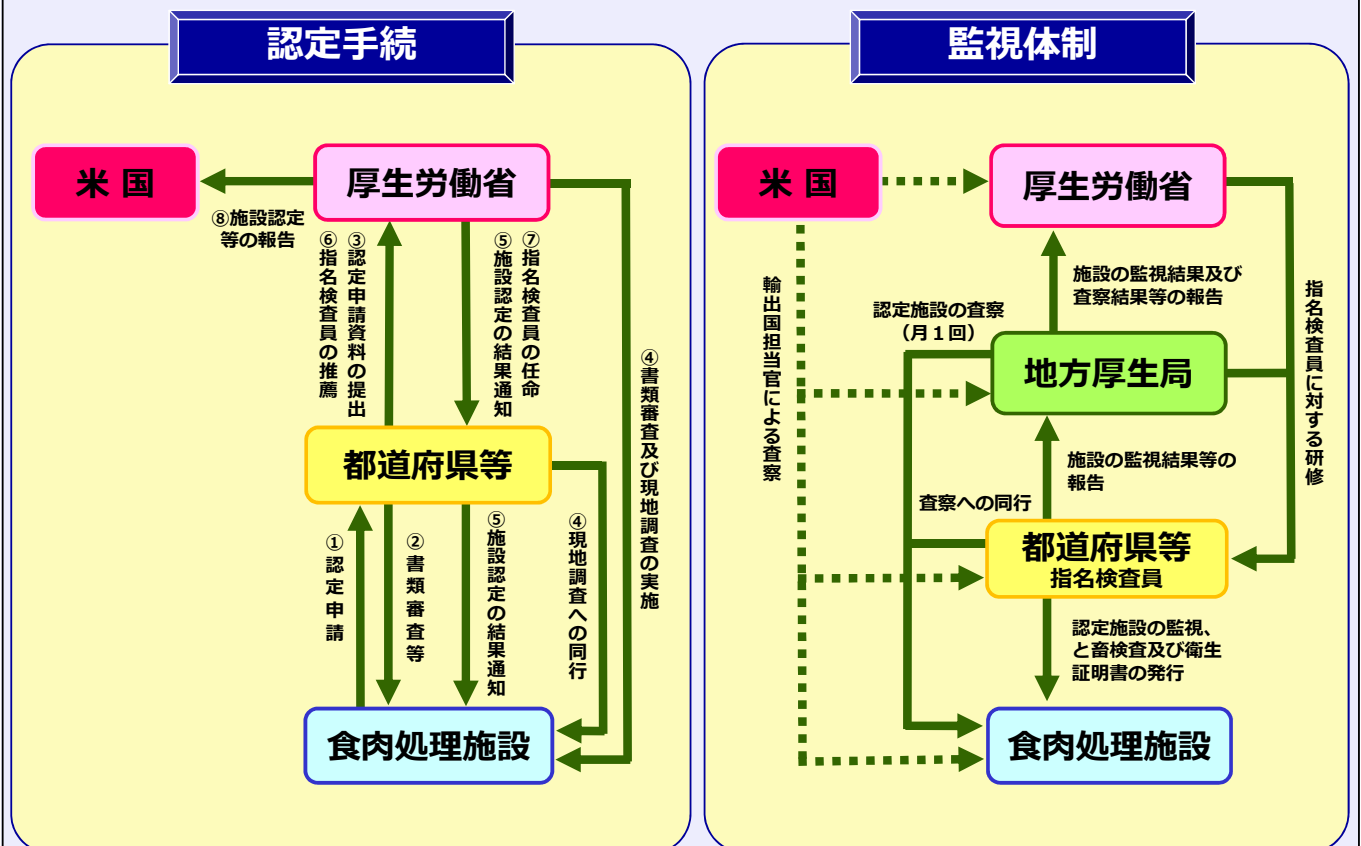 認定手続
米 国
厚生労働省
⑧施設認定
等の報告
③認定申請資料の提出
⑥指名検査員の推薦
⑦指名検査員の任命
⑤施設認定の結果通知
④書類審査及び現地調査の実施
都道府県等
①認定申請
②書類審査等
⑤施設認定の結果通知
④現地調査への同行
食肉処理施設
監視体制
米 国
厚生労働省
輸出国担当官による査察
認定施設の査察
（月１回）
施設の監視結果及び
査察結果等の報告
指名検査員に対する研修
地方厚生局
施設の監視結果等の
報告
査察への同行
都道府県等
指名検査員
認定施設の監視、
と畜検査及び衛生
証明書の発行
食肉処理施設